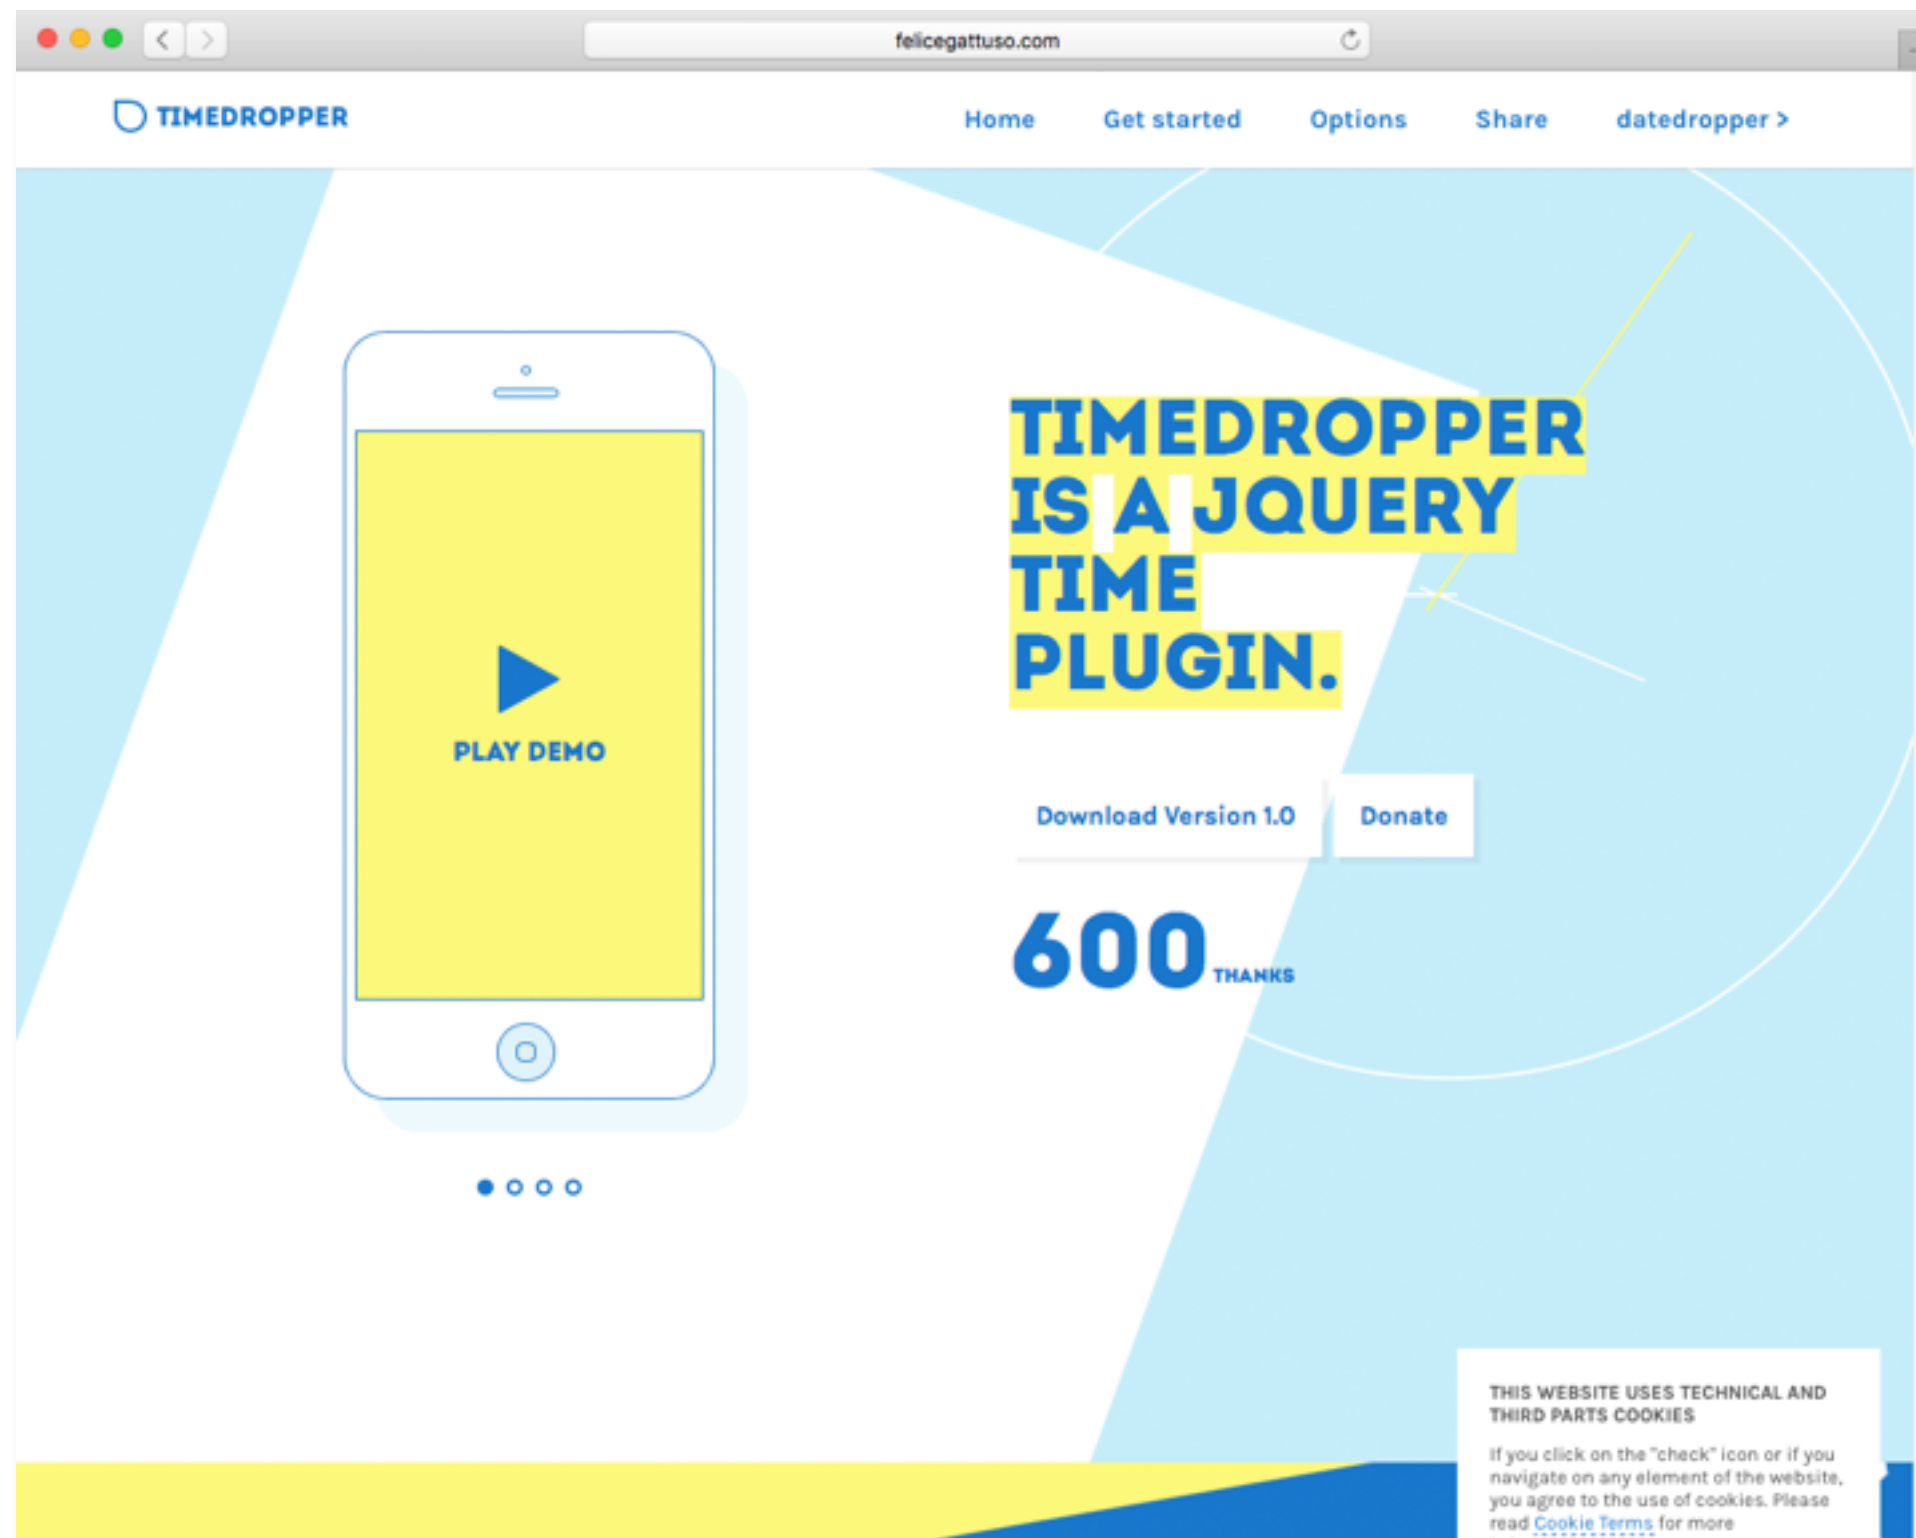 felicegattuso.com
TIMEDROPPER
Home Get started Options Share datedropper >
TIMEDROPPER
IS A JQUERY
TIME
PLUGIN.
PLAY DEMO
Download Version 1.0 Donate
600 THANKS
THIS WEBSITE USES TECHNICAL AND
THIRD PARTS COOKIES
If you click on the "check" icon or if you
navigate on any element of the website,
you agree to the use of cookies. Please
read Cookie Terms for more